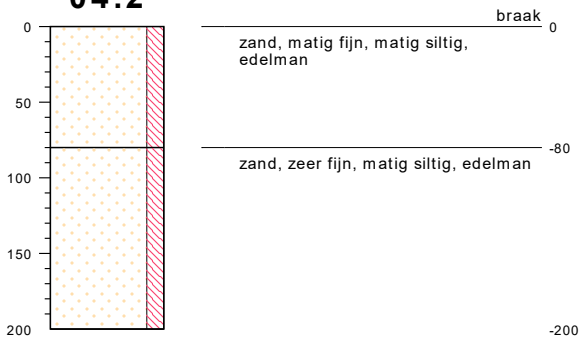 04.2
braak
0
0
zand, matig fijn, matig siltig,
edelman
50
-80
zand, zeer fijn, matig siltig, edelman
100
150
200
-200